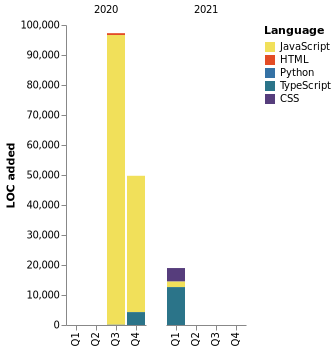 2020 2021
Language
JavaScript
HTML
Python
TypeScript
CSS
LOC added
100,000
90,000
80,000
70,000
60,000
50,000
40,000
30,000
20,000
10,000
0
Q1 Q2 Q3 Q4 Q1 Q2 Q3 Q4